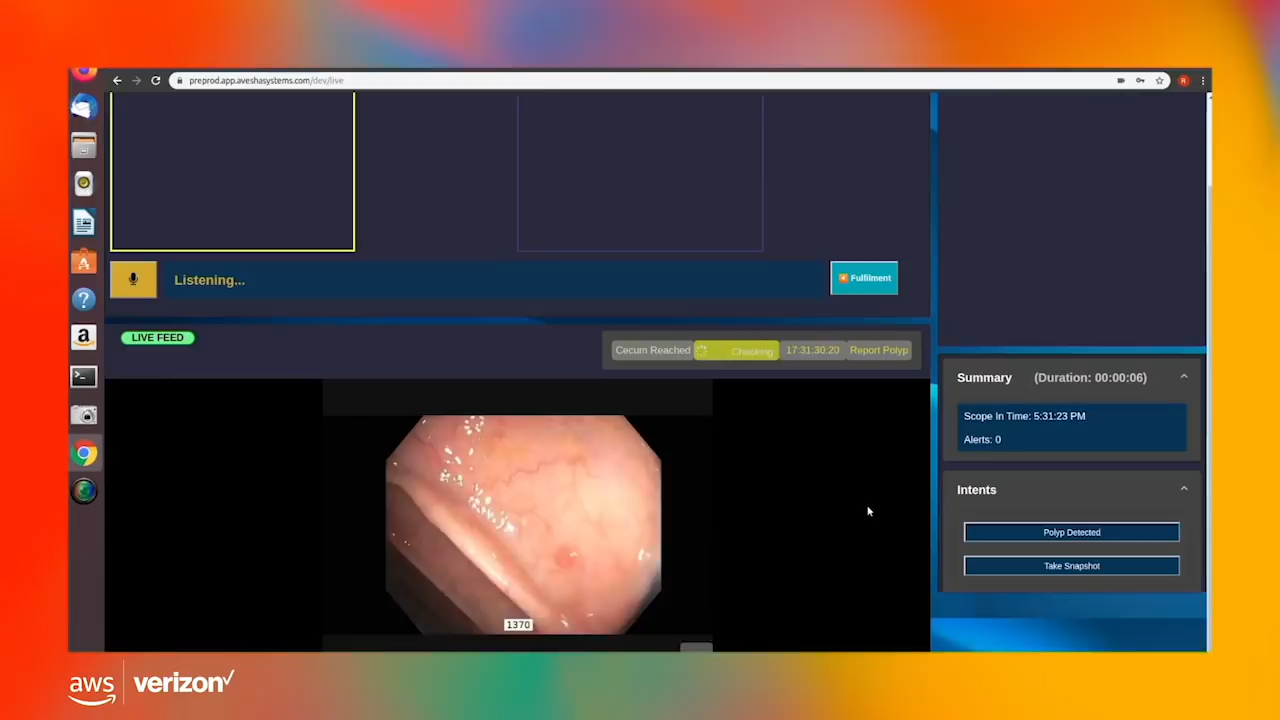 preprod.app.aveshasystems.com/dev/live
R
Listening...
Fulfilment
LIVE FEED
Cecum Reached
Checking
17:31:30.20
Report Polyp
Summary (Duration: 00:00:06)
Scope In Time: 5:31:23 PM
Alerts: 0
Intents
Polyp Detected
Take Snapshot
1370
aws
verizon